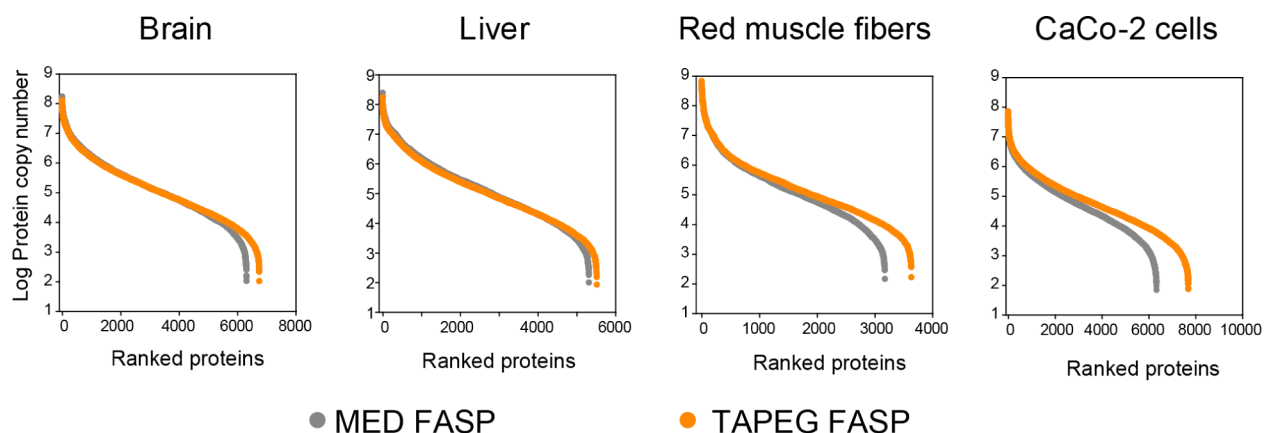 Brain
Liver
Red muscle fibers
CaCo-2 cells
Log Protein copy number
9
8
7
6
5
4
3
2
1
0 2000 4000 6000 8000
Ranked proteins
9
8
7
6
5
4
3
2
1
0 2000 4000 6000
Ranked proteins
9
8
7
6
5
4
3
2
1
0 1000 2000 3000 4000
Ranked proteins
9
8
7
6
5
4
3
2
1
0 2000 4000 6000 8000 10000
Ranked proteins
MED FASP
TAPEG FASP